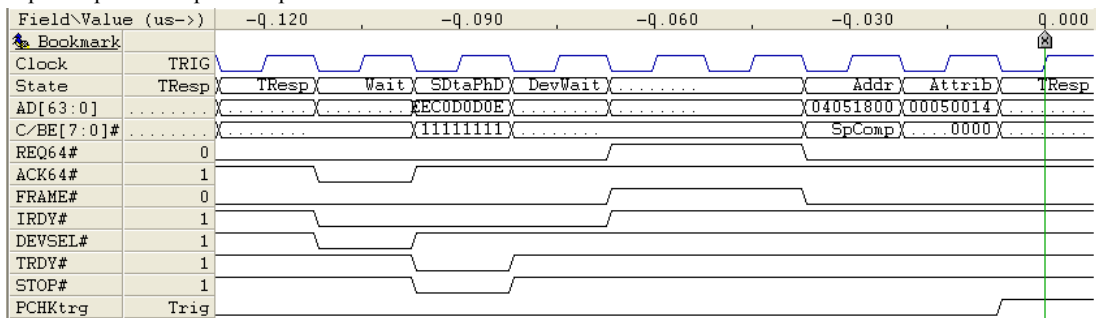 Field\Value (us->) -0.120 -0.090 -0.060 -0.030 0.000
Bookmark
Clock TRIG
State TResp TResp Wait SDtaPhD DevWait ........ Addr Attrib TResp
AD[63:0] ........ ........ ........ EEC0D0D0E ........ 04051800 00050014 ........
C/BE[7:0]# ........ ........ 11111111 ........ SpComp ....0000 ........
REQ64# 0
ACK64# 1
FRAME# 0
IRDY# 1
DEVSEL# 1
TRDY# 1
STOP# 1
PCHKtrg Trig